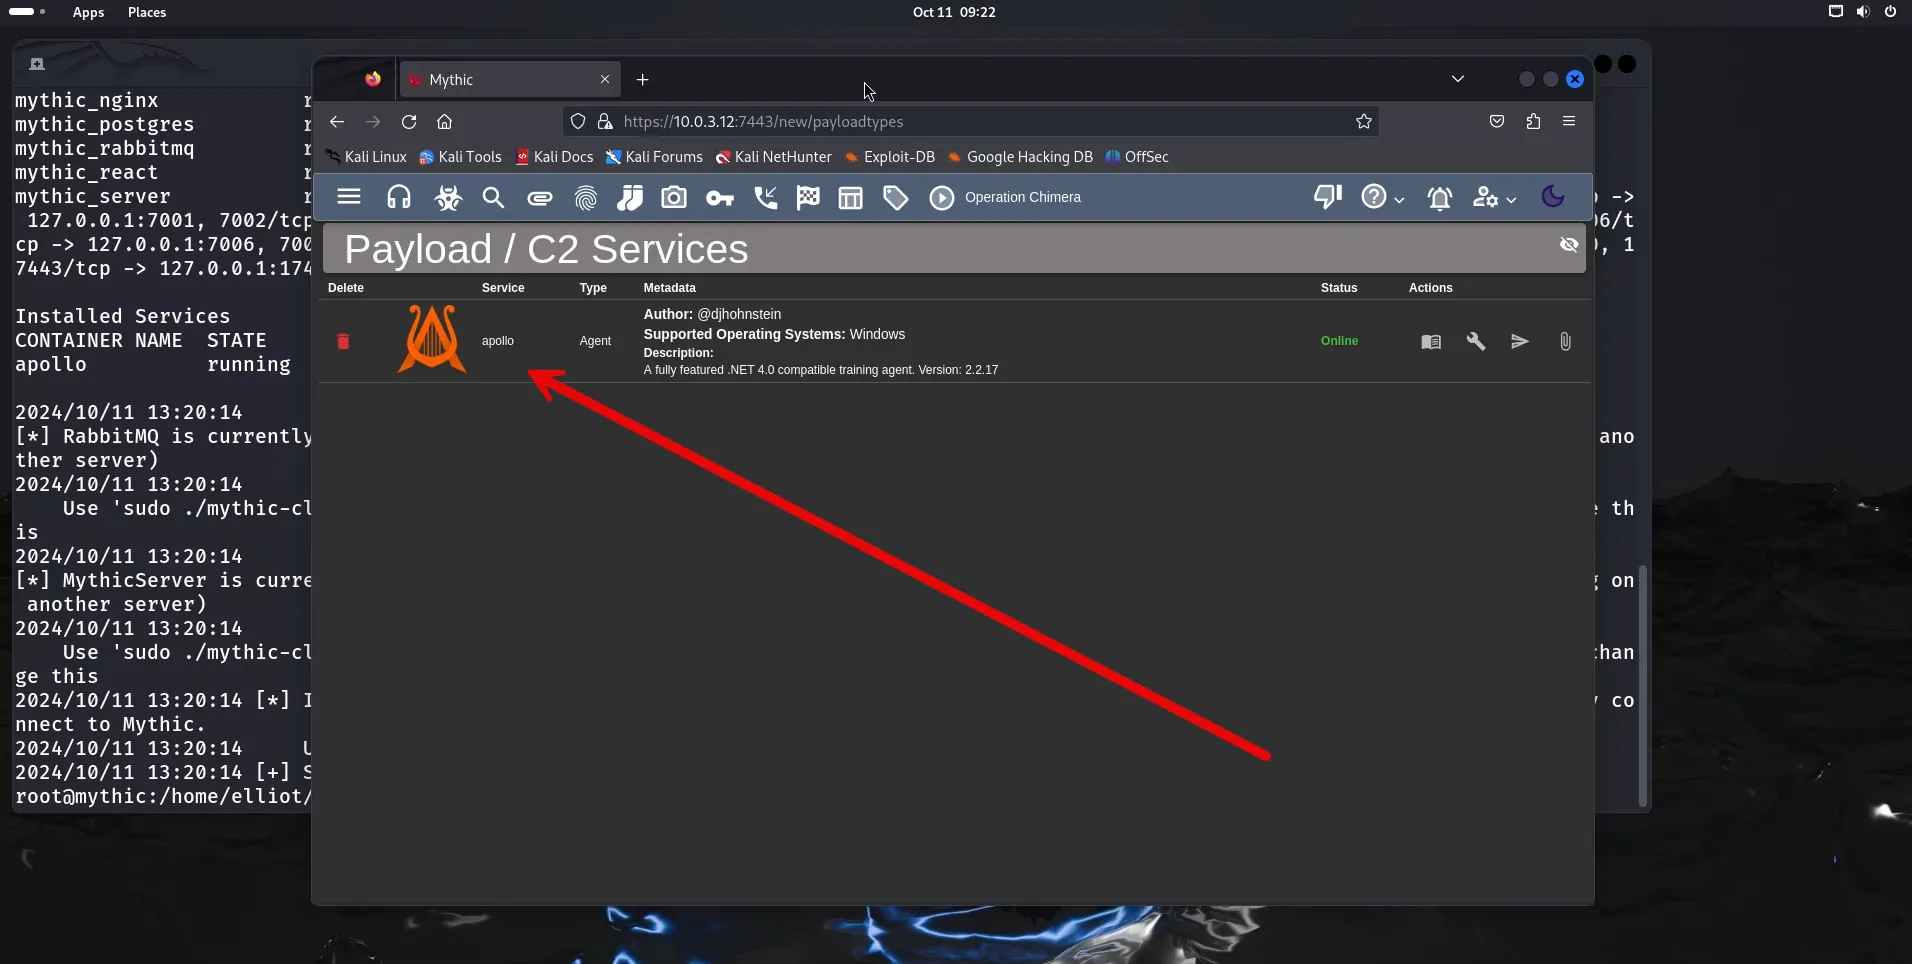 Apps Places Oct 11 09:22
mythic_nginx
mythic_postgres
mythic_rabbitmq
mythic_react
mythic_server
127.0.0.1:7001, 7002/tcp
cp -> 127.0.0.1:7006, 700
7443/tcp -> 127.0.0.1:174
Installed Services
CONTAINER NAME STATE
apollo running
2024/10/11 13:20:14
[*] RabbitMQ is currently
ther server)
2024/10/11 13:20:14
Use 'sudo ./mythic-cl
is
2024/10/11 13:20:14
[*] MythicServer is curre
another server)
2024/10/11 13:20:14
Use 'sudo ./mythic-cl
ge this
2024/10/11 13:20:14 [*] I
nnect to Mythic.
2024/10/11 13:20:14 U
2024/10/11 13:20:14 [+] S
root@mythic:/home/elliot/
Mythic
https://10.0.3.12:7443/new/payloadtypes
Kali Linux Kali Tools Kali Docs Kali Forums Kali NetHunter Exploit-DB Google Hacking DB OffSec
Operation Chimera
Payload / C2 Services
Delete Service Type Metadata Status Actions
apollo Agent
Author: @djhohnstein
Supported Operating Systems: Windows
Description:
A fully featured .NET 4.0 compatible training agent. Version: 2.2.17
Online
->
06/t
, 1
ano
th
on
chan
co